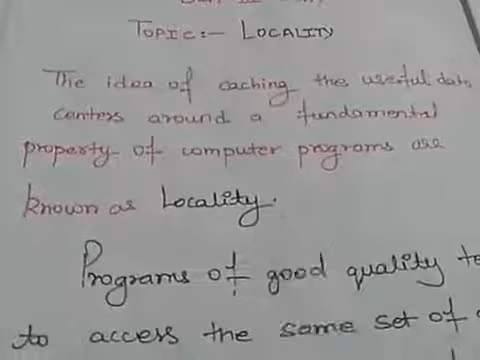 TOPIC:- LOCALITY
The idea of caching the useful data
centers around a fundamental
property of computer programs are
known as Locality.
Programs of good quality
to access the same set of